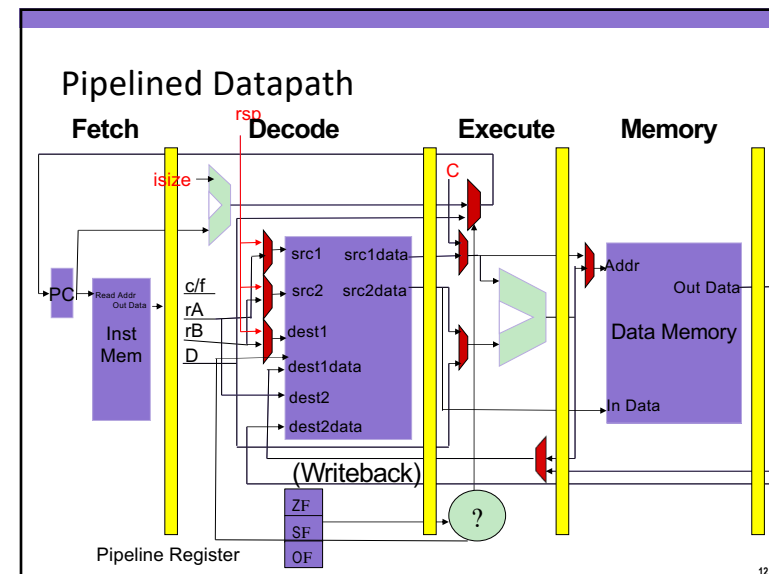 Pipelined Datapath
rsp
Fetch
Decode
Execute
Memory
isize
C
PC
Read Addr
Out Data
Inst
Mem
c/f
rA
rB
D
src1
src1data
src2
src2data
dest1
dest1data
dest2
dest2data
Addr
Out Data
Data Memory
In Data
(Writeback)
ZF
SF
OF
?
Pipeline Register
12